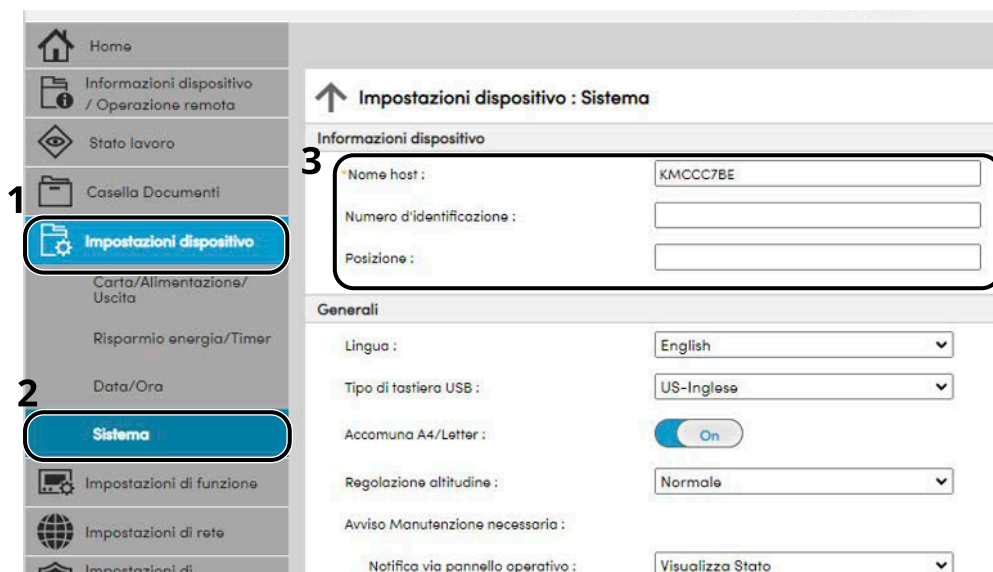 Home
Informazioni dispositivo
/ Operazione remota
Stato lavoro
1
Casella Documenti
Impostazioni dispositivo
Carta/Alimentazione/
Uscita
Risparmio energia/Timer
Data/Ora
2
Sistema
Impostazioni di funzione
Impostazioni di rete
Impostazioni di
Impostazioni dispositivo : Sistema
Informazioni dispositivo
3
*Nome host : KMCCC7BE
Numero d'identificazione :
Posizione :
Generali
Lingua : English
Tipo di tastiera USB : US-Inglese
Accomuna A4/Letter : On
Regolazione altitudine : Normale
Avviso Manutenzione necessaria :
Notifica via pannello operativo : Visualizza Stato